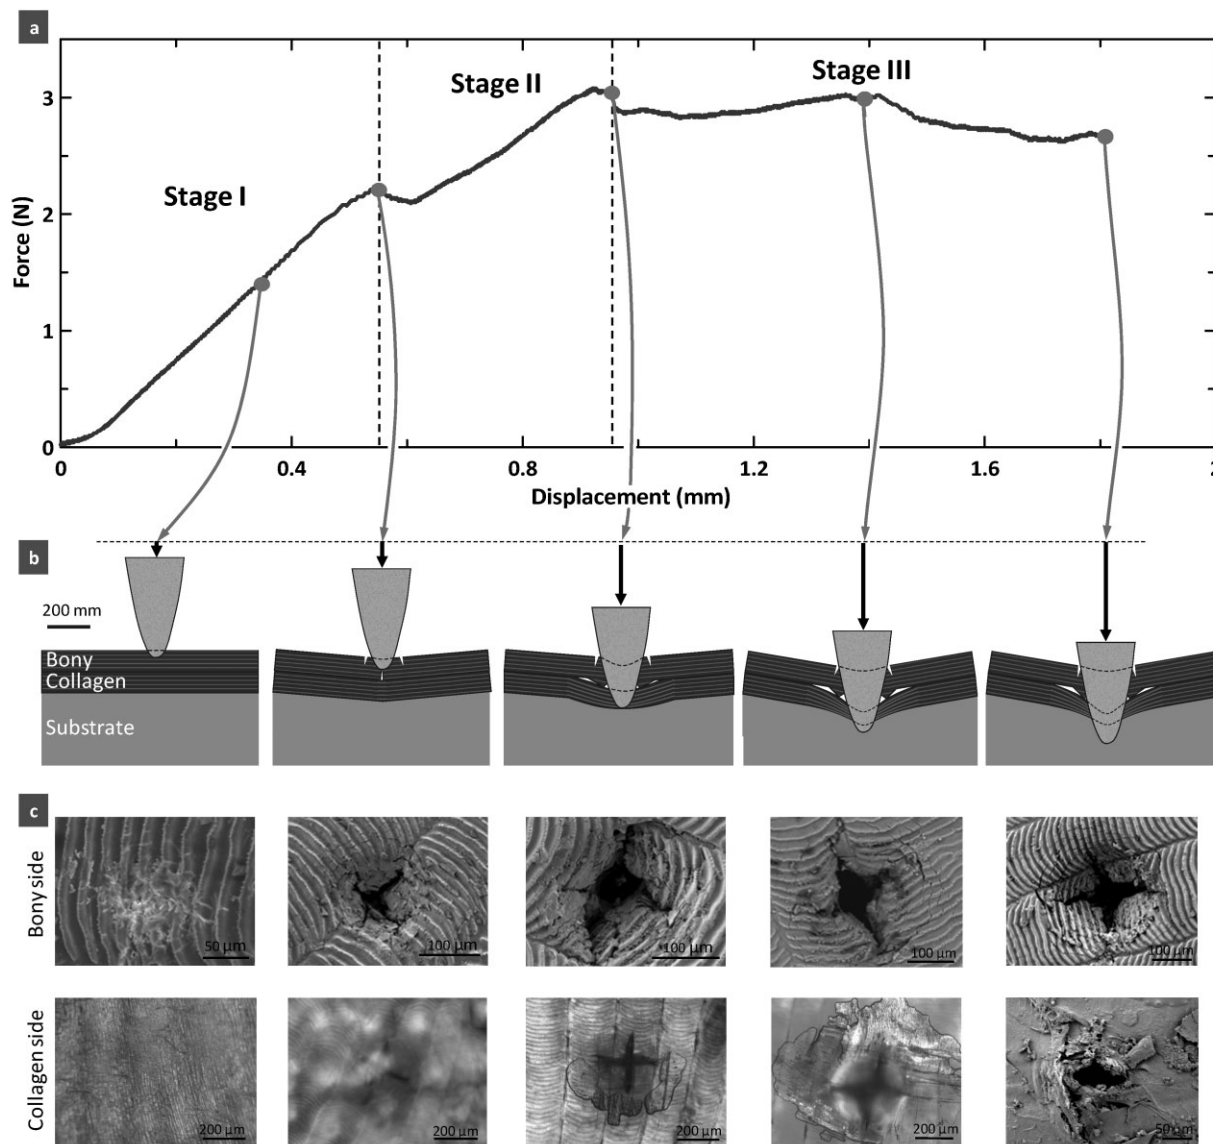 a
Stage I
Stage II
Stage III
Force (N)
3
2
1
0
0
0.4
0.8
1.2
1.6
2
Displacement (mm)
b
200 mm
Bony
Collagen
Substrate
c
Bony side
50 μm
100 μm
100 μm
100 μm
100 μm
Collagen side
200 μm
200 μm
200 μm
200 μm
50 μm